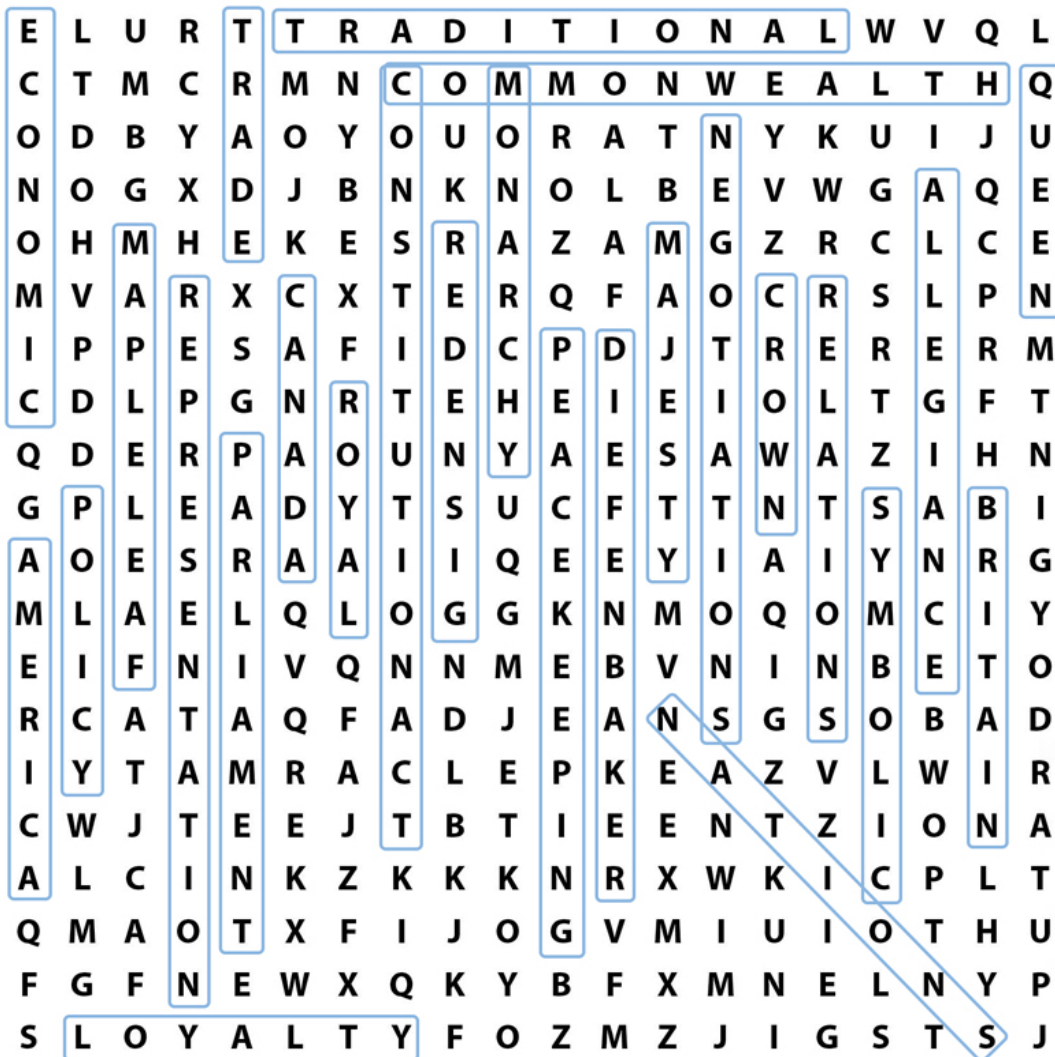 E L U R T T R A D I T I O N A L W V Q L
C T M C R M N C O M M O N W E A L T H Q
O D B Y A O Y O U O R A T N Y K U I J U
N O G X D J B N K N O L B E V W G A Q E
O H M H E K E S R A Z A M G Z R C L C E
M V A R X C X T E R Q F A O C R S L P N
I P P E S A F I D C P D J T R E R E R M
C D L P G N R T E H E I E I O L T G F T
Q D E R P A O U N Y A E S A W A Z I H N
G P L E A D Y T S U C F T T N T S A B I
A O E S R A A I I Q E E Y I A I Y N R G
M L A E L Q L O G G K N M O Q O M C I Y
E I F N I V Q N N M E B V N I N B E T O
R C A T A Q F A D J E A N S G S O B A D
I Y T A M R A C L E P K E A Z V L W I R
C W J T E E J T B T I E E N T Z I O N A
A L C I N K Z K K K N R X W K I C P L T
Q M A O T X F I J O G V M I U I O T H U
F G F N E W X Q K Y B F X M N E L N Y P
S L O Y A L T Y F O Z M Z J I G S T S J